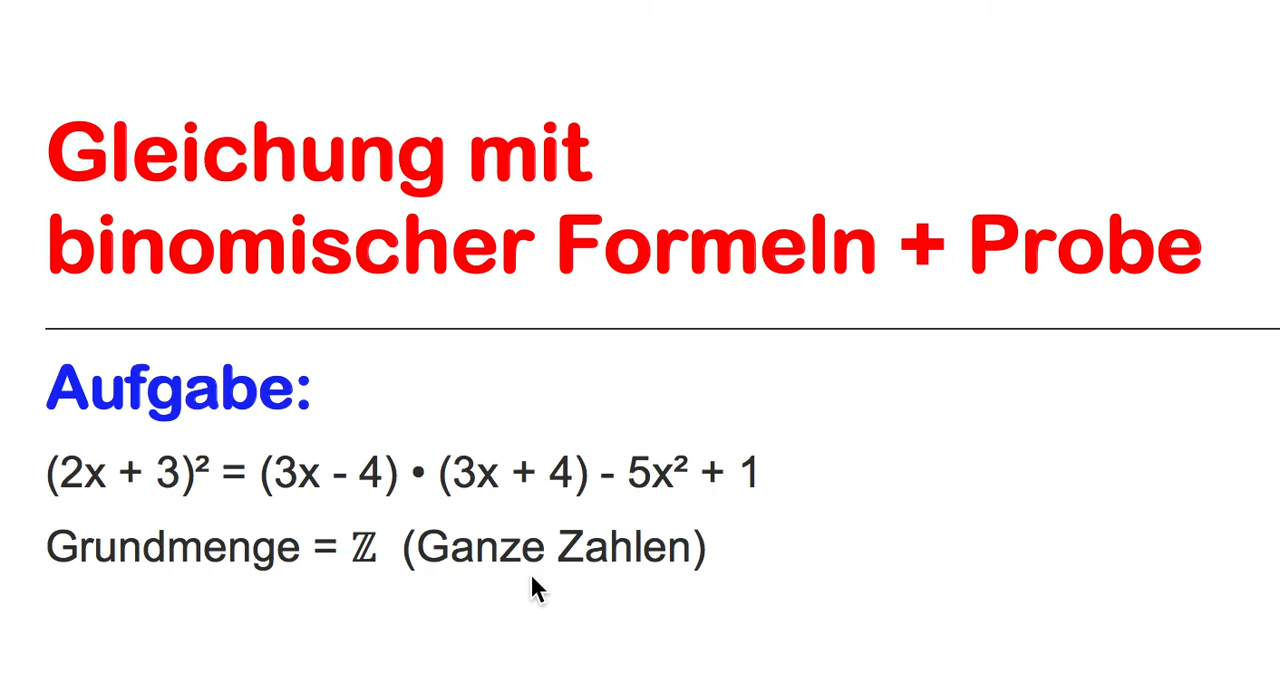 Gleichung mit
binomischer Formeln + Probe
Aufgabe:
(2x + 3)² = (3x - 4) • (3x + 4) - 5x² + 1
Grundmenge = ℤ (Ganze Zahlen)